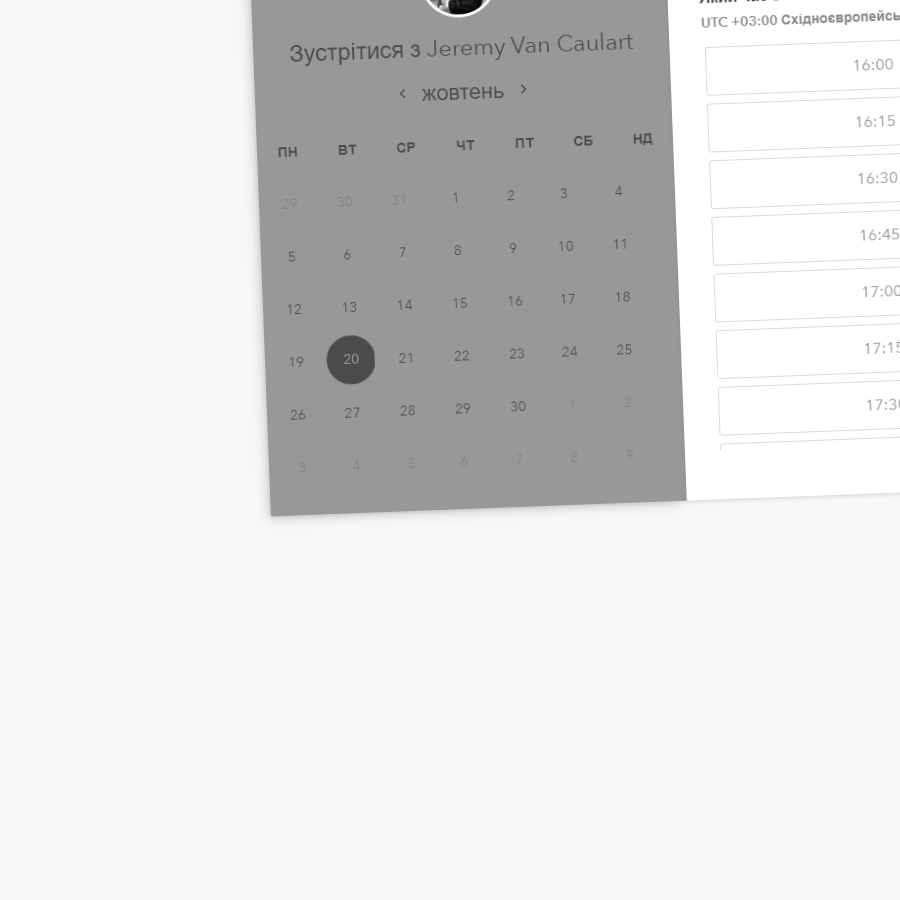 Зустрітися з Jeremy Van Caulart
‹ жовтень ›
ПН ВТ СР ЧТ ПТ СБ НД
29 30 31 1 2 3 4
5 6 7 8 9 10 11
12 13 14 15 16 17 18
19 20 21 22 23 24 25
26 27 28 29 30 1 2
3 4 5 6 7 8 9
UTC +03:00
16:00
16:15
16:30
16:45
17:00
17:15
17:30